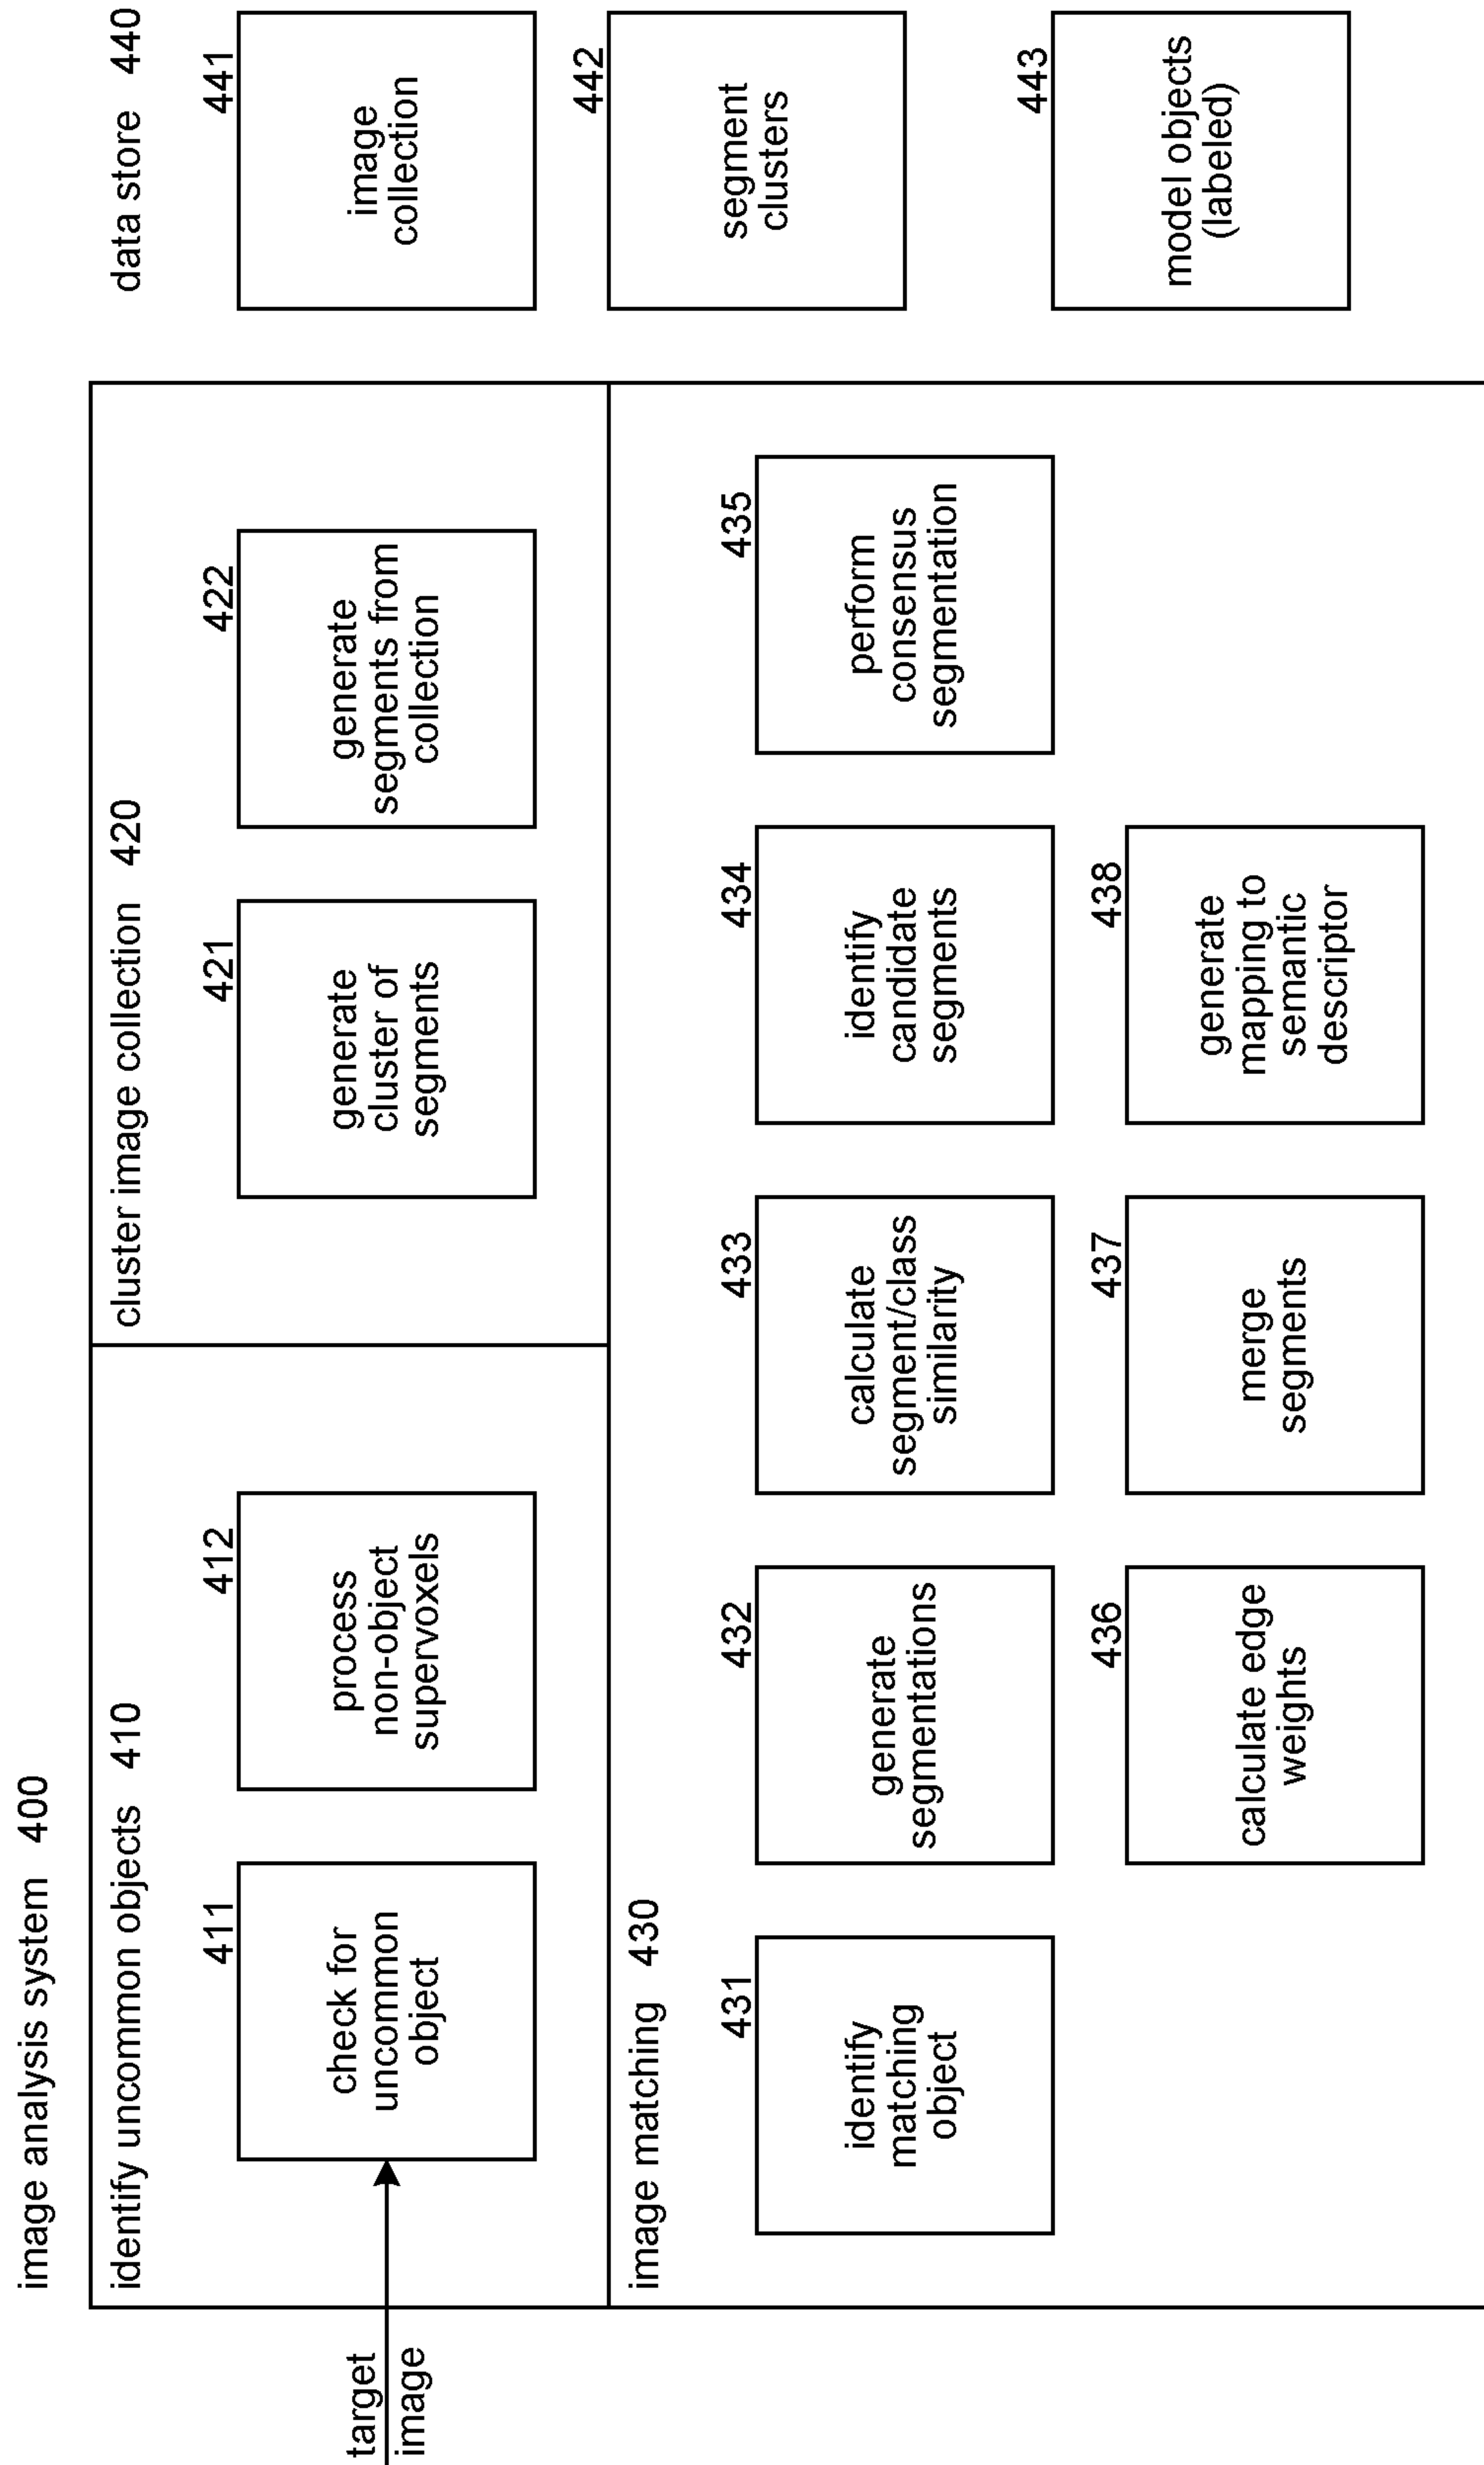 image analysis system 400
identify uncommon objects 410
target
image
411
check for
uncommon
object
412
process
non-object
supervoxels
cluster image collection 420
421
generate
cluster of
segments
422
generate
segments from
collection
image matching 430
431
identify
matching
object
432
generate
segmentations
433
calculate
segment/class
similarity
434
identify
candidate
segments
435
perform
consensus
segmentation
436
calculate edge
weights
437
merge
segments
438
generate
mapping to
semantic
descriptor
data store 440
441
image
collection
442
segment
clusters
443
model objects
(labeled)